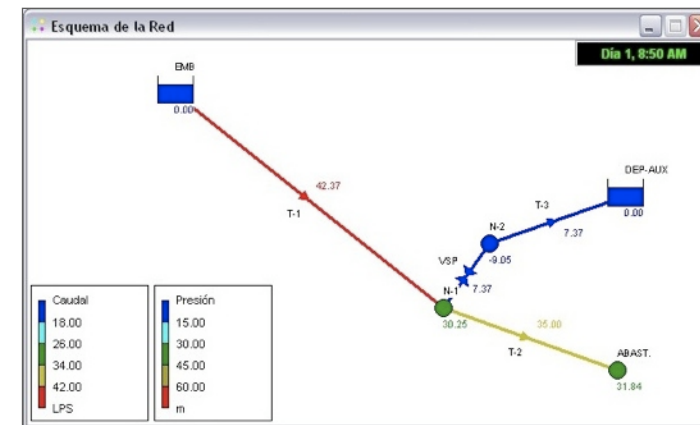 Esquema de la Red
Día 1, 8:50 AM
EMB
0.00
42.37
T-1
DEP-AUX
0.00
T-3
7.37
N-2
-9.05
VSP
7.37
N-1
30.25
35.00
T-2
ABAST.
31.84
Caudal
18.00
26.00
34.00
42.00
LPS
Presión
15.00
30.00
45.00
60.00
m